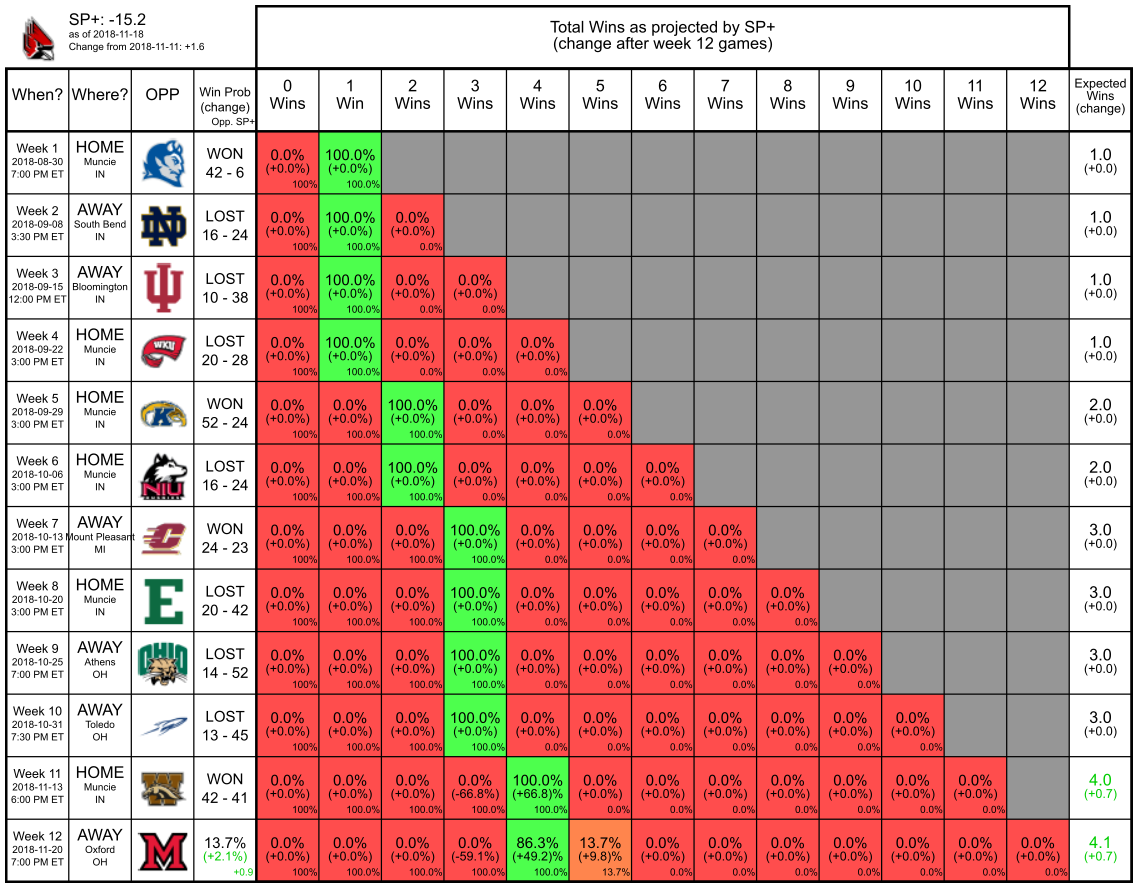 SP+: -15.2
as of 2018-11-18
Change from 2018-11-11: +1.6
Total Wins as projected by SP+
(change after week 12 games)
When? Where? OPP Win Prob (change) Opp. SP+ 0 Wins 1 Win 2 Wins 3 Wins 4 Wins 5 Wins 6 Wins 7 Wins 8 Wins 9 Wins 10 Wins 11 Wins 12 Wins Expected Wins (change)
Week 1 HOME WON 0.0% 100.0% 1.0
2018-08-30 Muncie 42 - 6 (+0.0%) (+0.0%) (+0.0)
7:00 PM ET IN 100% 100.0%
Week 2 AWAY ND LOST 0.0% 100.0% 0.0% 1.0
2018-09-08 South Bend 16 - 24 (+0.0%) (+0.0%) (+0.0%) (+0.0)
3:30 PM ET IN 100% 100.0% 0.0%
Week 3 AWAY LOST 0.0% 100.0% 0.0% 0.0% 1.0
2018-09-15 Bloomington 10 - 38 (+0.0%) (+0.0%) (+0.0%) (+0.0%) (+0.0)
12:00 PM ET IN 100% 100.0% 0.0% 0.0%
Week 4 HOME WKU LOST 0.0% 100.0% 0.0% 0.0% 0.0% 1.0
2018-09-22 Muncie 20 - 28 (+0.0%) (+0.0%) (+0.0%) (+0.0%) (+0.0%) (+0.0)
3:00 PM ET IN 100% 100.0% 0.0% 0.0% 0.0%
Week 5 HOME K WON 0.0% 0.0% 100.0% 0.0% 0.0% 0.0% 2.0
2018-09-29 Muncie 52 - 24 (+0.0%) (+0.0%) (+0.0%) (+0.0%) (+0.0%) (+0.0%) (+0.0)
3:00 PM ET IN 100% 100.0% 100.0% 0.0% 0.0% 0.0%
Week 6 HOME NIU LOST 0.0% 0.0% 100.0% 0.0% 0.0% 0.0% 0.0% 2.0
2018-10-06 Muncie 16 - 24 (+0.0%) (+0.0%) (+0.0%) (+0.0%) (+0.0%) (+0.0%) (+0.0%) (+0.0)
3:00 PM ET IN 100% 100.0% 100.0% 0.0% 0.0% 0.0% 0.0%
Week 7 AWAY C WON 0.0% 0.0% 0.0% 100.0% 0.0% 0.0% 0.0% 0.0% 3.0
2018-10-13 Mount Pleasant 24 - 23 (+0.0%) (+0.0%) (+0.0%) (+0.0%) (+0.0%) (+0.0%) (+0.0%) (+0.0%) (+0.0)
3:00 PM ET MI 100% 100.0% 100.0% 100.0% 0.0% 0.0% 0.0% 0.0%
Week 8 HOME E LOST 0.0% 0.0% 0.0% 100.0% 0.0% 0.0% 0.0% 0.0% 0.0% 3.0
2018-10-20 Muncie 20 - 42 (+0.0%) (+0.0%) (+0.0%) (+0.0%) (+0.0%) (+0.0%) (+0.0%) (+0.0%) (+0.0%) (+0.0)
3:00 PM ET IN 100% 100.0% 100.0% 100.0% 0.0% 0.0% 0.0% 0.0% 0.0%
Week 9 AWAY OHIO LOST 0.0% 0.0% 0.0% 100.0% 0.0% 0.0% 0.0% 0.0% 0.0% 0.0% 3.0
2018-10-25 Athens 14 - 52 (+0.0%) (+0.0%) (+0.0%) (+0.0%) (+0.0%) (+0.0%) (+0.0%) (+0.0%) (+0.0%) (+0.0%) (+0.0)
7:00 PM ET OH 100% 100.0% 100.0% 100.0% 0.0% 0.0% 0.0% 0.0% 0.0% 0.0%
Week 10 AWAY LOST 0.0% 0.0% 0.0% 100.0% 0.0% 0.0% 0.0% 0.0% 0.0% 0.0% 0.0% 3.0
2018-10-31 Toledo 13 - 45 (+0.0%) (+0.0%) (+0.0%) (+0.0%) (+0.0%) (+0.0%) (+0.0%) (+0.0%) (+0.0%) (+0.0%) (+0.0%) (+0.0)
7:30 PM ET OH 100% 100.0% 100.0% 100.0% 0.0% 0.0% 0.0% 0.0% 0.0% 0.0% 0.0%
Week 11 HOME W WON 0.0% 0.0% 0.0% 0.0% 100.0% 0.0% 0.0% 0.0% 0.0% 0.0% 0.0% 0.0% 4.0
2018-11-13 Muncie 42 - 41 (+0.0%) (+0.0%) (+0.0%) (-66.8%) (+66.8)% (+0.0%) (+0.0%) (+0.0%) (+0.0%) (+0.0%) (+0.0%) (+0.0%) (+0.7)
6:00 PM ET IN 100% 100.0% 100.0% 100.0% 100.0% 0.0% 0.0% 0.0% 0.0% 0.0% 0.0% 0.0%
Week 12 AWAY M 13.7% 0.0% 0.0% 0.0% 0.0% 86.3% 13.7% 0.0% 0.0% 0.0% 0.0% 0.0% 0.0% 0.0% 4.1
2018-11-20 Oxford (+2.1%) (+0.0%) (+0.0%) (+0.0%) (-59.1%) (+49.2)% (+9.8)% (+0.0%) (+0.0%) (+0.0%) (+0.0%) (+0.0%) (+0.0%) (+0.0%) (+0.7)
7:00 PM ET OH +0.9 100% 100.0% 100.0% 100.0% 100.0% 13.7% 0.0% 0.0% 0.0% 0.0% 0.0% 0.0% 0.0%